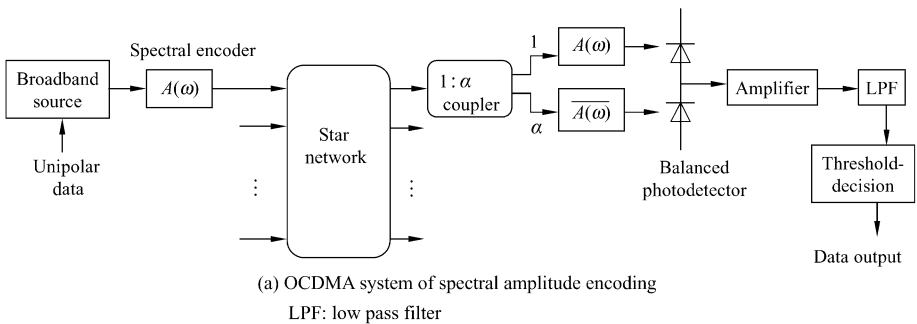 Broadband
source
Unipolar
data
Spectral encoder
A(ω)
Star
network
⋮
⋮
1 : α
coupler
1
α
A(ω)
A̅(̅ω̅)̅
Balanced
photodetector
Amplifier
LPF
Threshold-
decision
Data output
(a) OCDMA system of spectral amplitude encoding
LPF: low pass filter